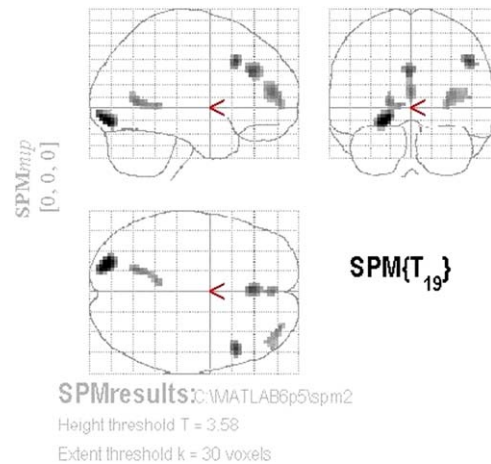 SPMmip
[0, 0, 0]
<
<
<
SPM{T19}
SPMresults: C:\MATLAB6p5\spm2
Height threshold T = 3.58
Extent threshold k = 30 voxels